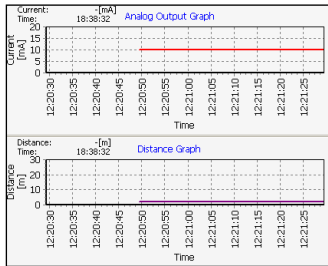 Current: -[mA]
Time: 18:38:32
Analog Output Graph
Current
[mA]
20
15
10
5
0
12:20:30
12:20:35
12:20:40
12:20:45
12:20:50
12:20:55
12:21:00
12:21:05
12:21:10
12:21:15
12:21:20
12:21:25
Time
Distance: -[m]
Time: 18:38:32
Distance Graph
Distance
[m]
30
20
10
0
12:20:30
12:20:35
12:20:40
12:20:45
12:20:50
12:20:55
12:21:00
12:21:05
12:21:10
12:21:15
12:21:20
12:21:25
Time